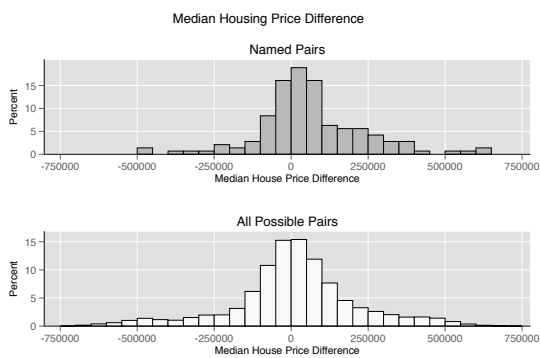 Median Housing Price Difference
Named Pairs
Percent
15
10
5
0
-750000 -500000 -250000 0 250000 500000 750000
Median House Price Difference
All Possible Pairs
Percent
15
10
5
0
-750000 -500000 -250000 0 250000 500000 750000
Median House Price Difference